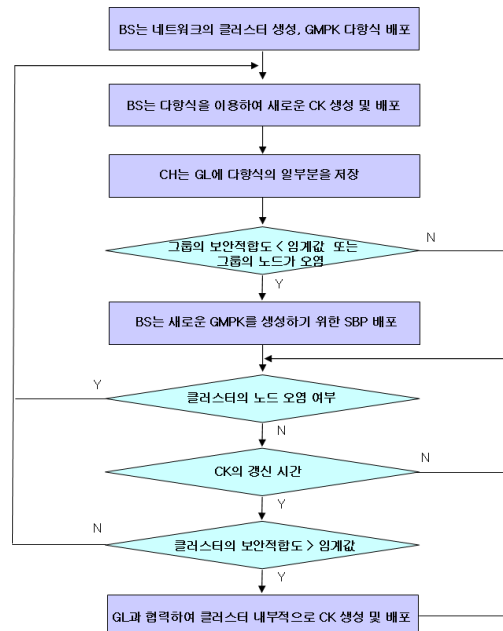 BS는 네트워크의 클러스터 생성, GMPK 다항식 배포
BS는 다항식을 이용하여 새로운 CK 생성 및 배포
CH는 GL에 다항식의 일부분을 저장
그룹의 보안적합도 < 임계값 또는
그룹의 노드가 오염
N
Y
BS는 새로운 GMPK를 생성하기 위한 SBP 배포
Y
클러스터의 노드 오염 여부
N
CK의 갱신 시간
N
Y
N
클러스터의 보안적합도 > 임계값
Y
GL과 협력하여 클러스터 내부적으로 CK 생성 및 배포